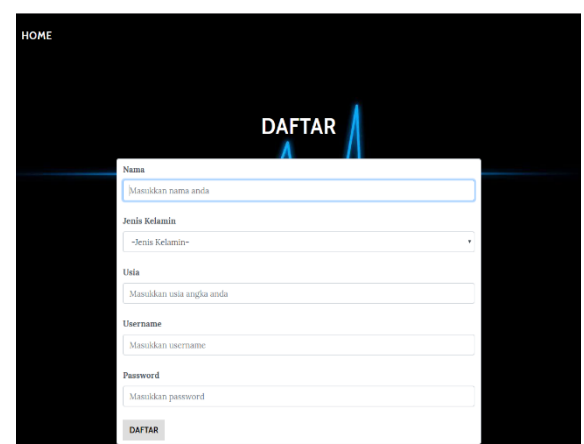 HOME
DAFTAR
Nama
Masukkan nama anda
Jenis Kelamin
-Jenis Kelamin-
Usia
Masukkan usia angka anda
Username
Masukkan username
Password
Masukkan password
DAFTAR